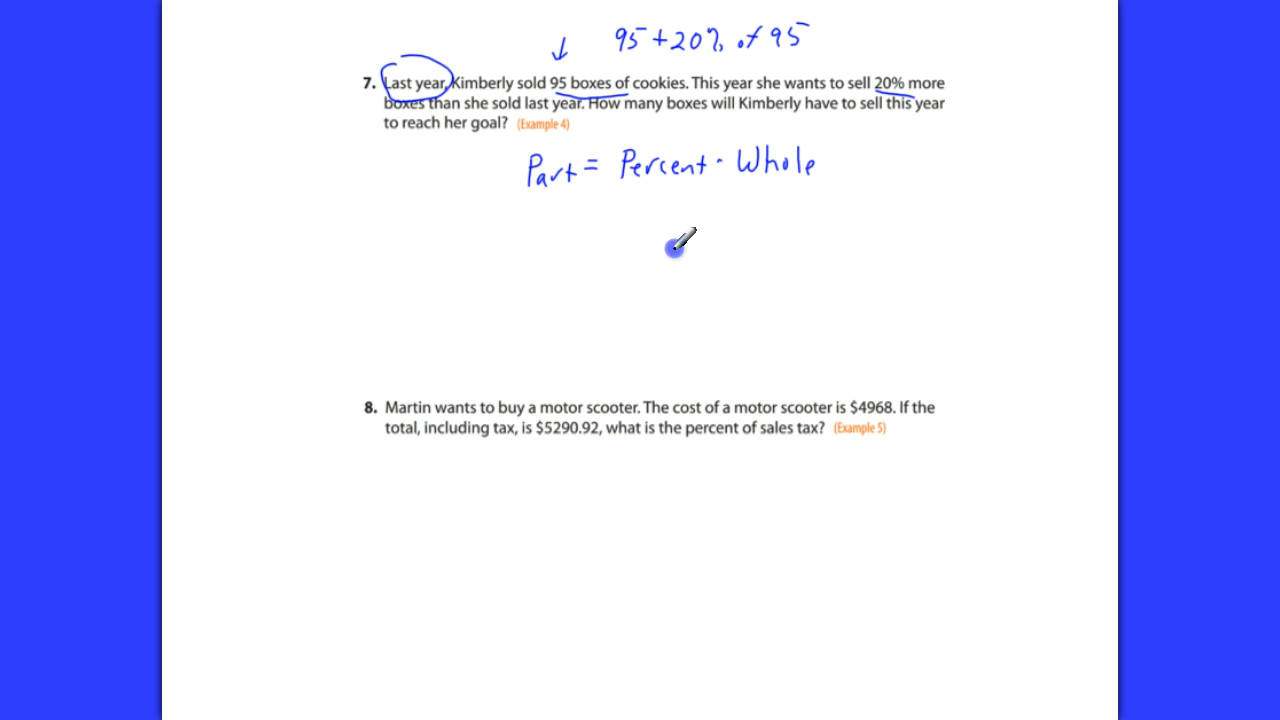 95 + 20% of 95
7. Last year, Kimberly sold 95 boxes of cookies. This year she wants to sell 20% more
boxes than she sold last year. How many boxes will Kimberly have to sell this year
to reach her goal? (Example 4)
Part = Percent · Whole
8. Martin wants to buy a motor scooter. The cost of a motor scooter is $4968. If the
total, including tax, is $5290.92, what is the percent of sales tax? (Example 5)